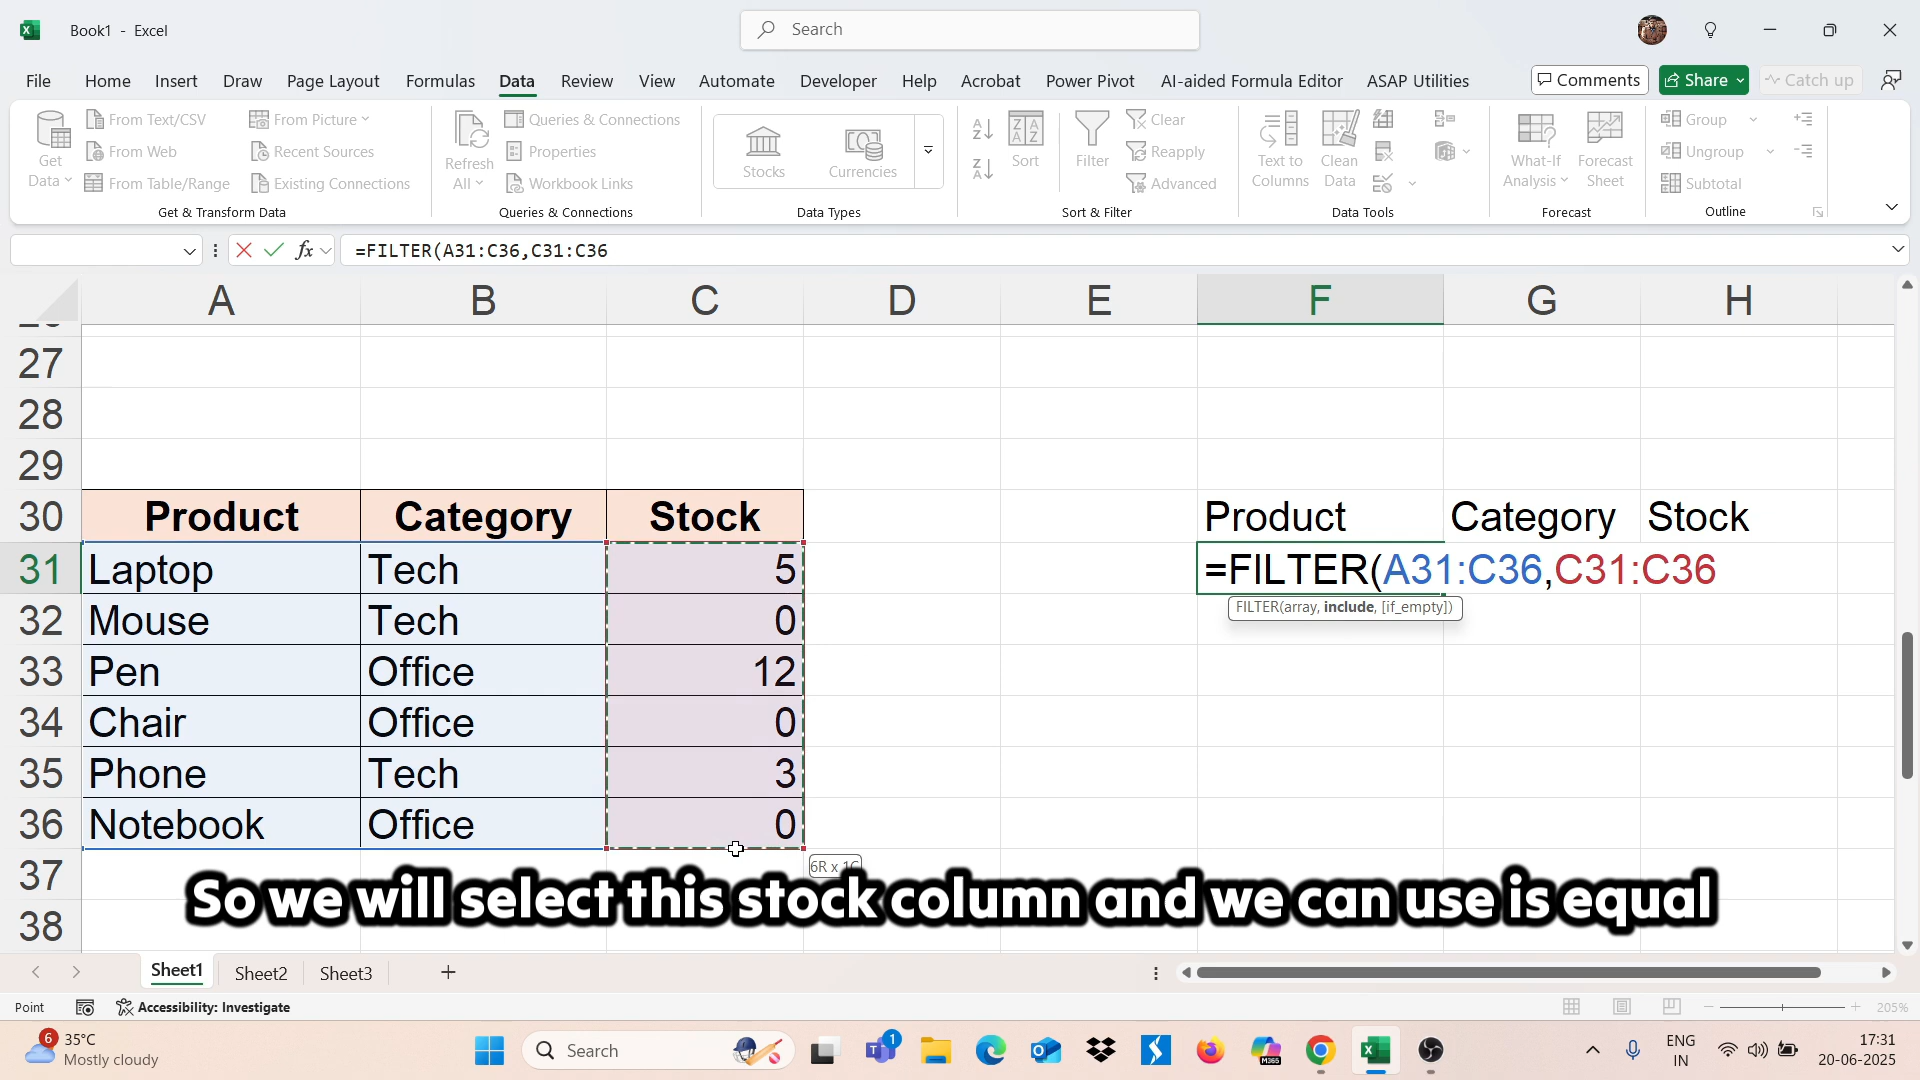 Book1 - Excel
Search
File Home Insert Draw Page Layout Formulas Data Review View Automate Developer Help Acrobat Power Pivot AI-aided Formula Editor ASAP Utilities
Comments Share Catch up
Get Data
From Text/CSV
From Web
From Table/Range
From Picture
Recent Sources
Existing Connections
Get & Transform Data
Refresh All
Queries & Connections
Properties
Workbook Links
Queries & Connections
Stocks Currencies
Data Types
Sort Filter
Clear
Reapply
Advanced
Sort & Filter
Text to Columns
Clean Data
Data Tools
What-If Analysis
Forecast Sheet
Forecast
Group
Ungroup
Subtotal
Outline
fx =FILTER(A31:C36,C31:C36
A B C D E F G H
27
28
29
30 Product Category Stock Product Category Stock
31 Laptop Tech 5 =FILTER(A31:C36,C31:C36
FILTER(array, include, [if_empty])
32 Mouse Tech 0
33 Pen Office 12
34 Chair Office 0
35 Phone Tech 3
36 Notebook Office 0
37
6R x 1C
So we will select this stock column and we can use is equal
38
Sheet1 Sheet2 Sheet3
Point Accessibility: Investigate 205%
6 35°C
Mostly cloudy
Search
1
M365
ENG
IN
17:31
20-06-2025